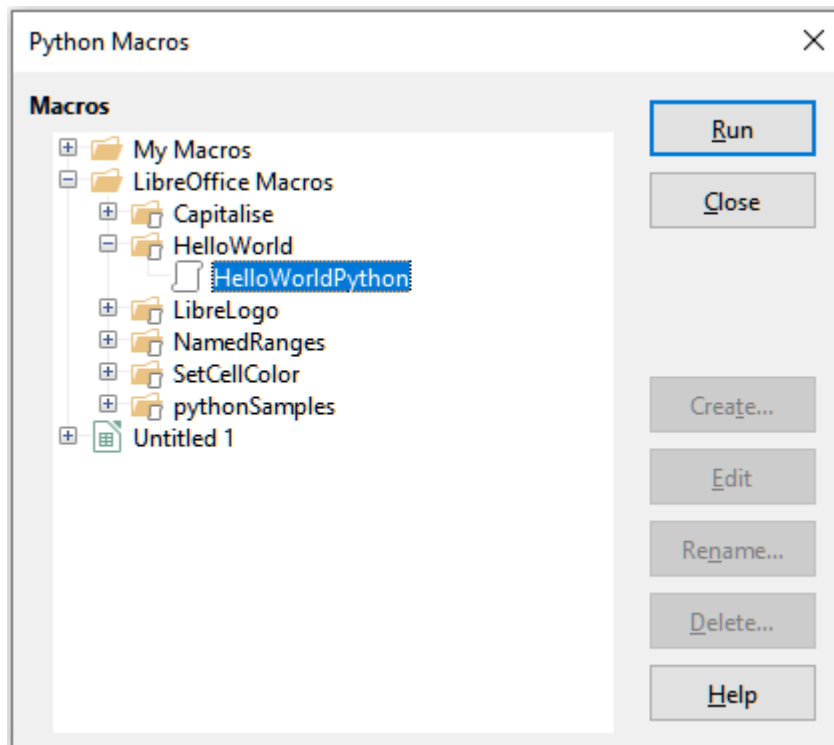 Python Macros
Macros
My Macros
LibreOffice Macros
Capitalise
HelloWorld
HelloWorldPython
LibreLogo
NamedRanges
SetCellColor
pythonSamples
Untitled 1
Run
Close
Create...
Edit
Rename...
Delete...
Help